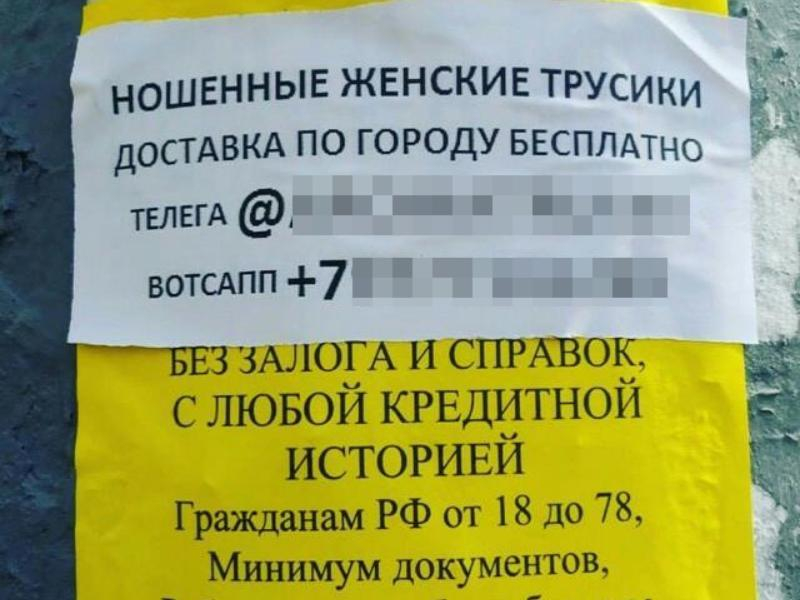 НОШЕННЫЕ ЖЕНСКИЕ ТРУСИКИ
ДОСТАВКА ПО ГОРОДУ БЕСПЛАТНО
ТЕЛЕГА @
ВОТСАПП +7
БЕЗ ЗАЛОГА И СПРАВОК,
С ЛЮБОЙ КРЕДИТНОЙ
ИСТОРИЕЙ
Гражданам РФ от 18 до 78,
Минимум документов,